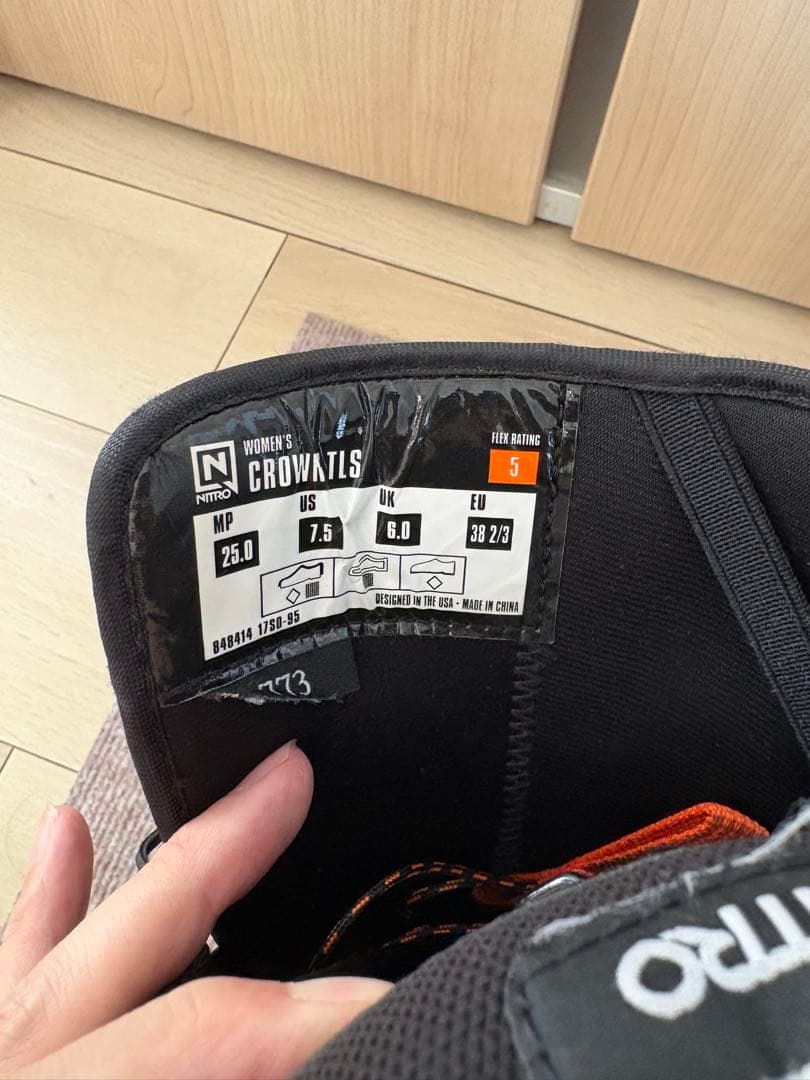 WOMEN'S
CROWN TLS
NITRO
FLEX RATING
5
MP US UK EU
25.0 7.5 6.0 38 2/3
DESIGNED IN THE USA • MADE IN CHINA
848414 17SO-95
773
NITRO